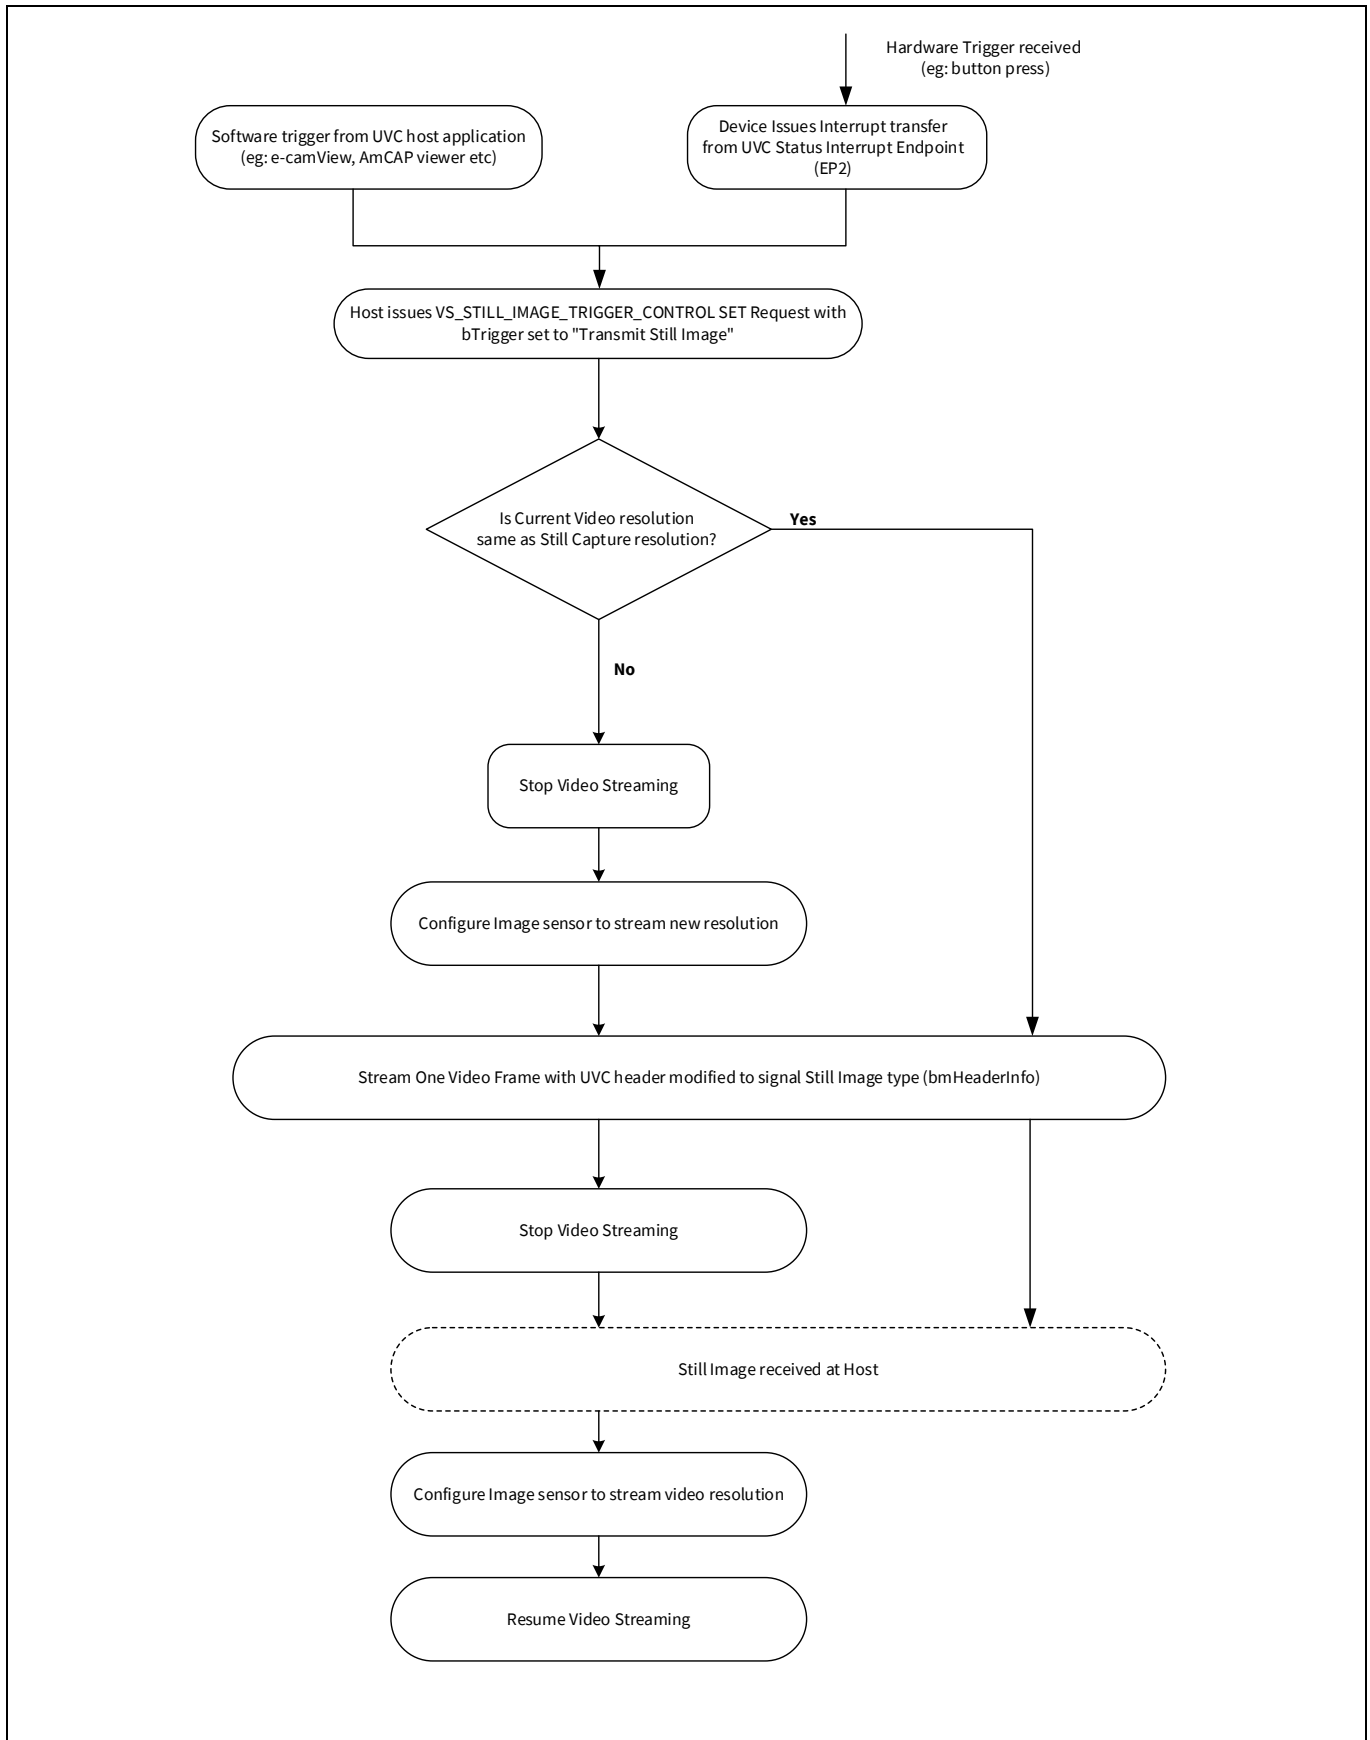 Hardware Trigger received
(eg: button press)
Software trigger from UVC host application
(eg: e-camView, AmCAP viewer etc)
Device Issues Interrupt transfer
from UVC Status Interrupt Endpoint
(EP2)
Host issues VS_STILL_IMAGE_TRIGGER_CONTROL SET Request with
bTrigger set to "Transmit Still Image"
Is Current Video resolution
same as Still Capture resolution?
Yes
No
Stop Video Streaming
Configure Image sensor to stream new resolution
Stream One Video Frame with UVC header modified to signal Still Image type (bmHeaderInfo)
Stop Video Streaming
Still Image received at Host
Configure Image sensor to stream video resolution
Resume Video Streaming